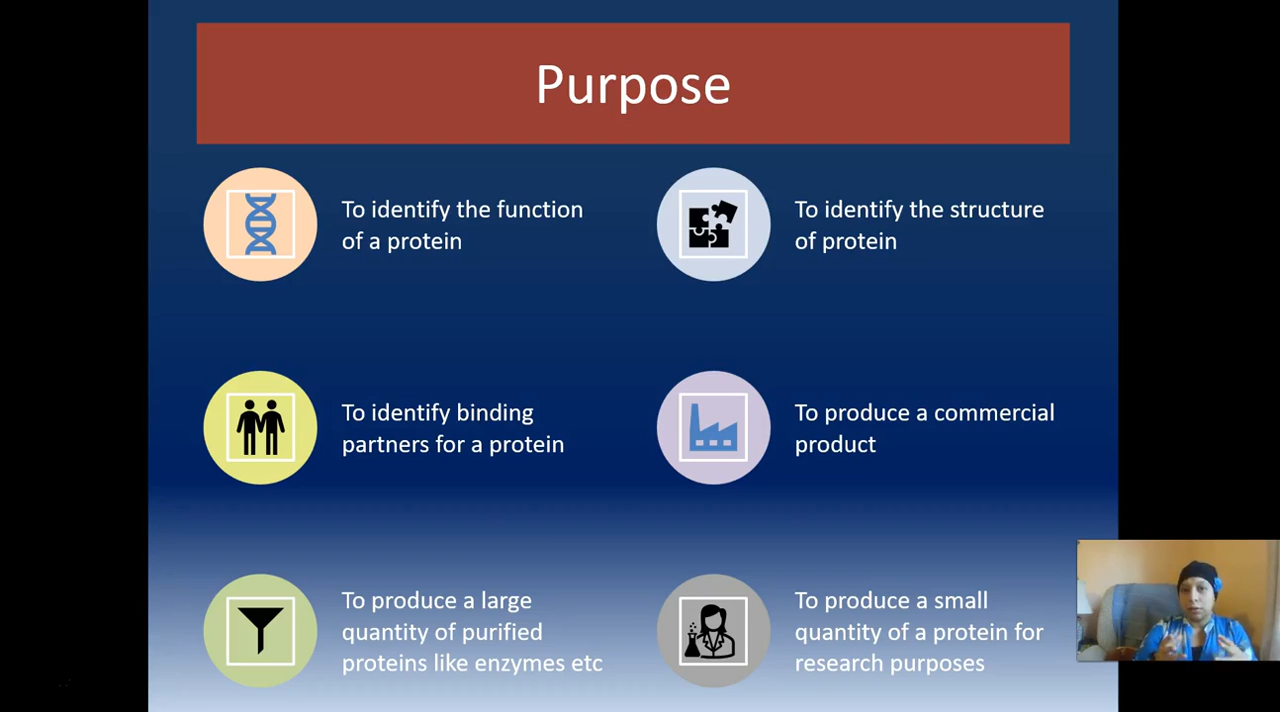 Purpose
To identify the function
of a protein
To identify the structure
of protein
To identify binding
partners for a protein
To produce a commercial
product
To produce a large
quantity of purified
proteins like enzymes etc
To produce a small
quantity of a protein for
research purposes